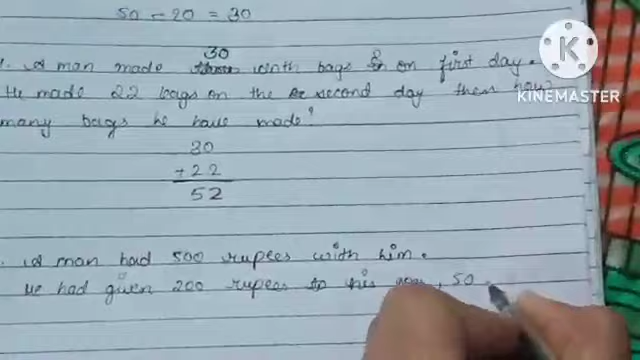 50 - 20 = 30
. A man made 30 with bags on first day.
K
He made 22 bags on the second day then how
KINEMASTER
many bags he have made?
30
+ 22
52
. A man had 500 rupees with him.
He had given 200 rupees to his , 50